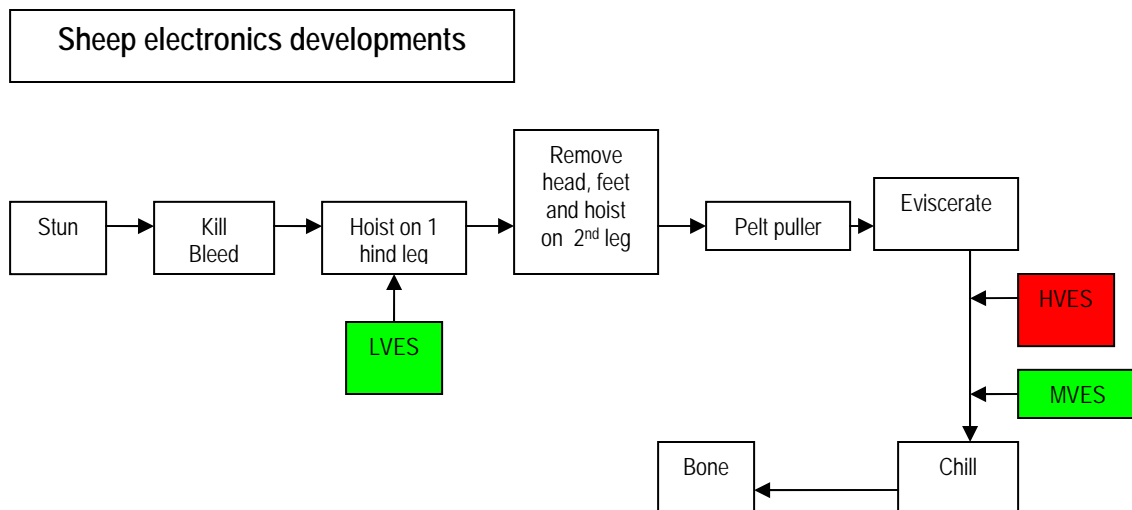 Sheep electronics developments
Stun
Kill
Bleed
Hoist on 1
hind leg
Remove
head, feet
and hoist
on 2nd leg
Pelt puller
Eviscerate
HVES
LVES
MVES
Bone
Chill